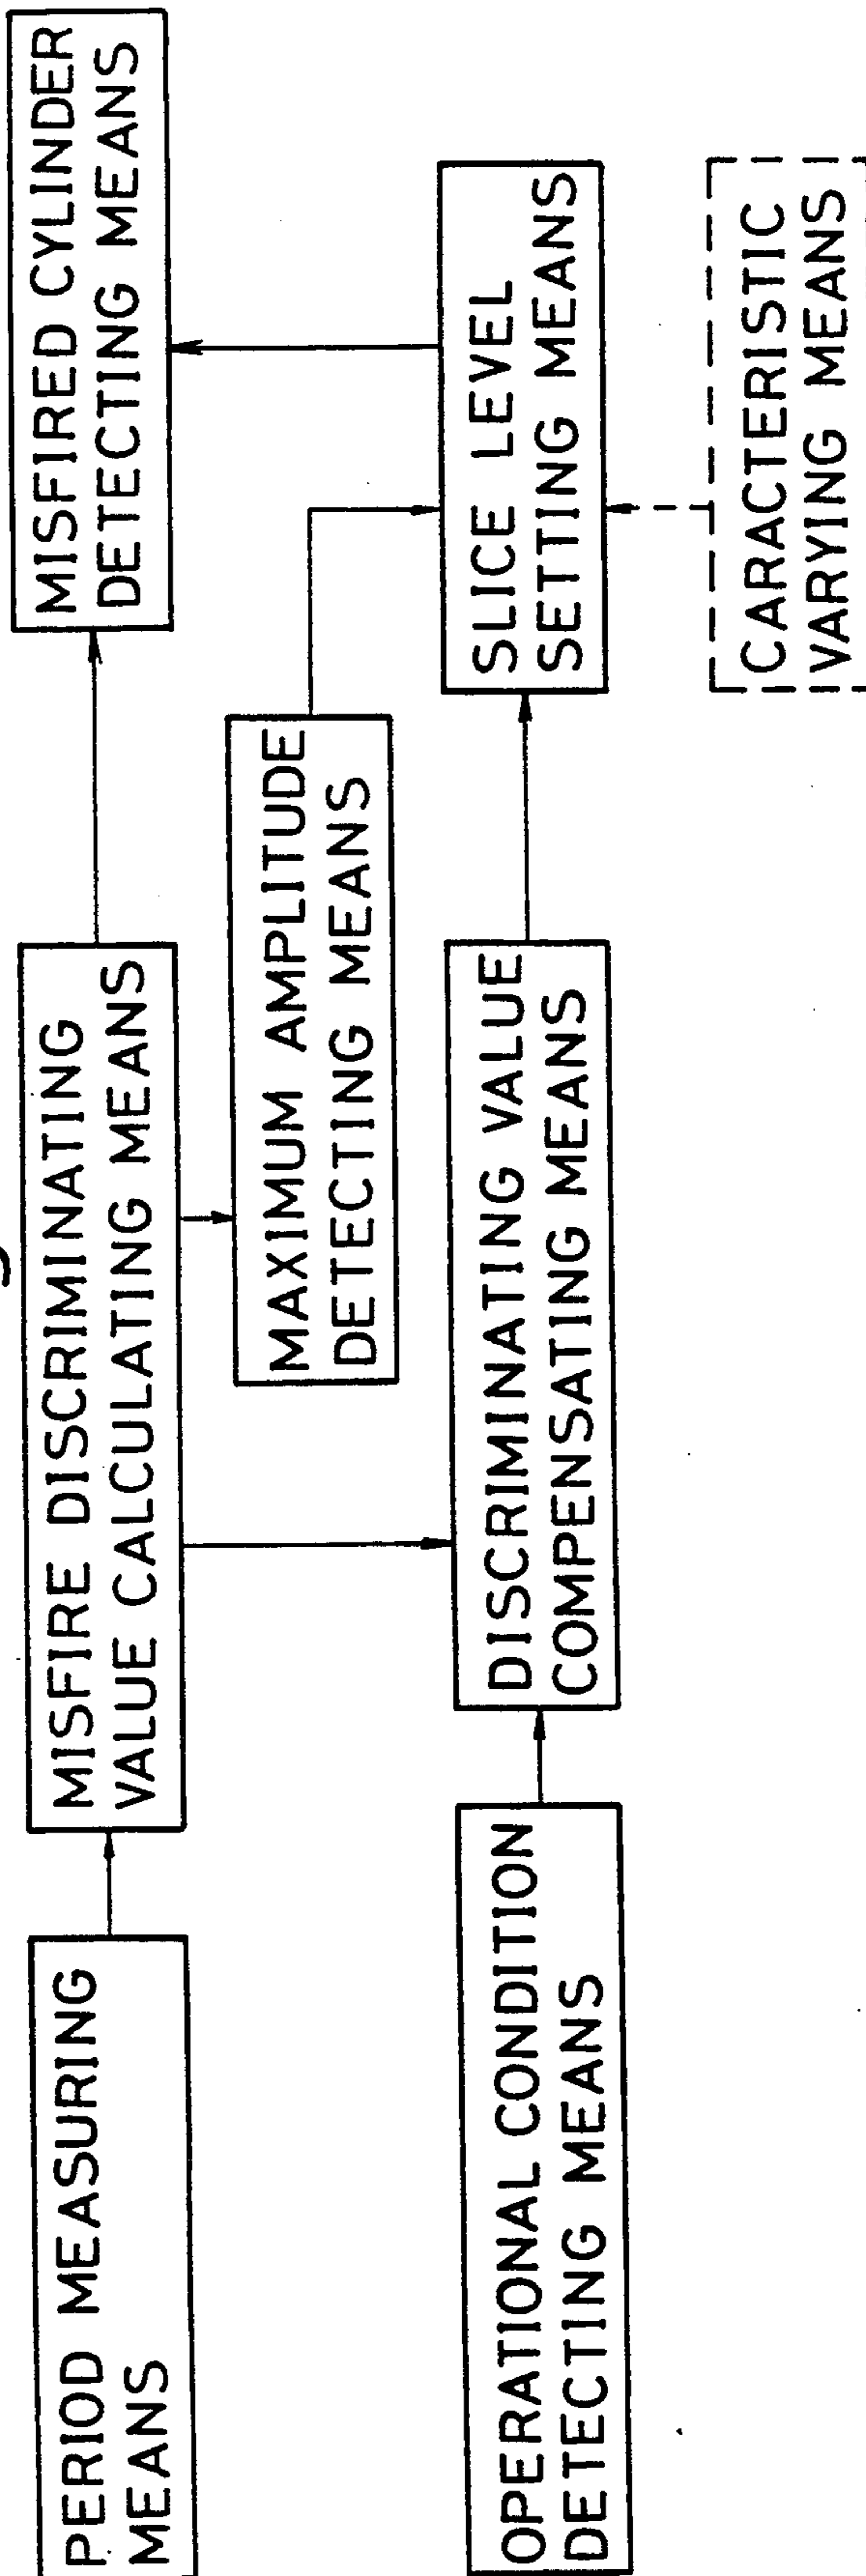 PERIOD MEASURING
MEANS
MISFIRE DISCRIMINATING
VALUE CALCULATING MEANS
MISFIRED CYLINDER
DETECTING MEANS
MAXIMUM AMPLITUDE
DETECTING MEANS
OPERATIONAL CONDITION
DETECTING MEANS
DISCRIMINATING VALUE
COMPENSATING MEANS
SLICE LEVEL
SETTING MEANS
CARACTERISTIC
VARYING MEANS